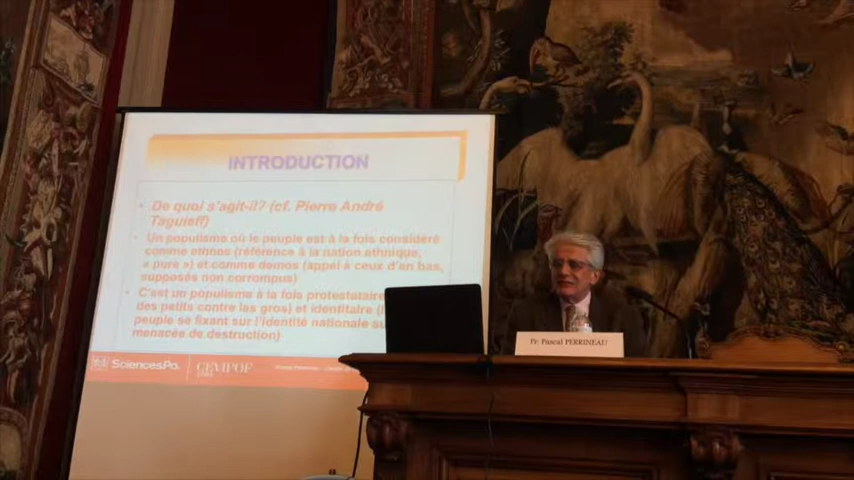 INTRODUCTION
De quoi s'agit-il? (cf. Pierre André
Taguieff)
Un populisme où le peuple est à la fois considéré
comme ethnos (référence à la nation ethnique,
« pure ») et comme demos (appel à ceux d'en bas,
supposés non corrompus)
C'est un populisme à la fois protestataire
des petits contre les gros) et identitaire
peuple se fixant sur l'identité nationale
menacée de destruction)
SciencesPo.
CEVIPOF
Pr. Pascal PERRINEAU